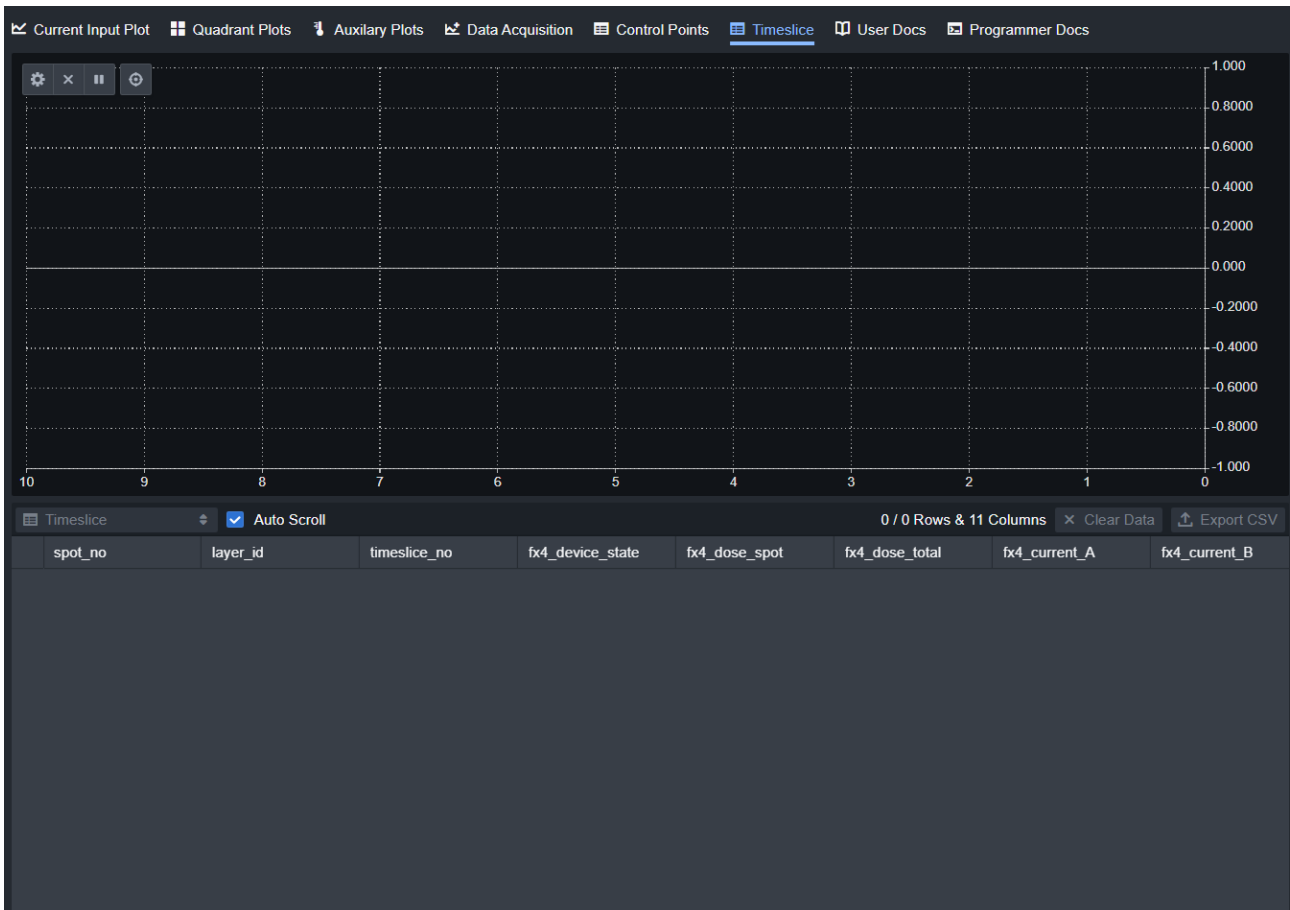 Current Input Plot Quadrant Plots Auxilary Plots Data Acquisition Control Points Timeslice User Docs Programmer Docs
1.000
0.8000
0.6000
0.4000
0.2000
0.000
-0.2000
-0.4000
-0.6000
-0.8000
-1.000
10 9 8 7 6 5 4 3 2 1 0
Timeslice Auto Scroll 0 / 0 Rows & 11 Columns Clear Data Export CSV
spot_no layer_id timeslice_no fx4_device_state fx4_dose_spot fx4_dose_total fx4_current_A fx4_current_B